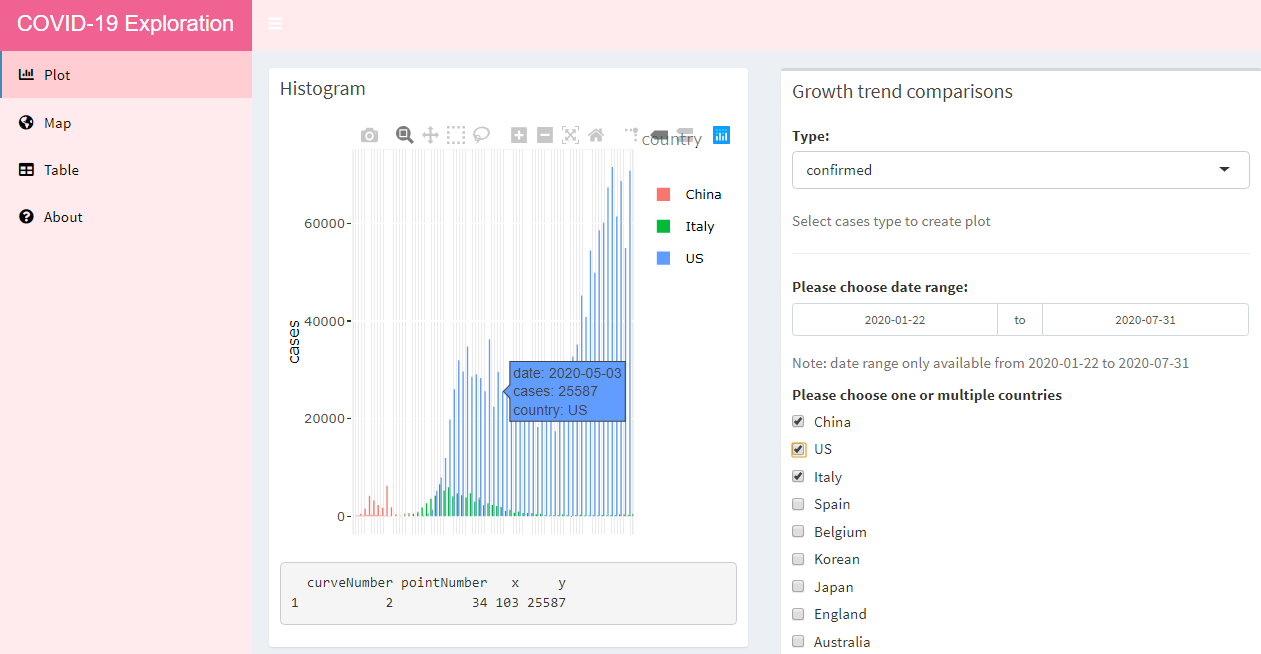 COVID-19 Exploration
Plot
Map
Table
About
Histogram
country
China
Italy
US
60000
40000
20000
0
cases
date: 2020-05-03
cases: 25587
country: US
curveNumber pointNumber x y
1 2 34 103 25587
Growth trend comparisons
Type:
confirmed
Select cases type to create plot
Please choose date range:
2020-01-22 to 2020-07-31
Note: date range only available from 2020-01-22 to 2020-07-31
Please choose one or multiple countries
China
US
Italy
Spain
Belgium
Korean
Japan
England
Australia